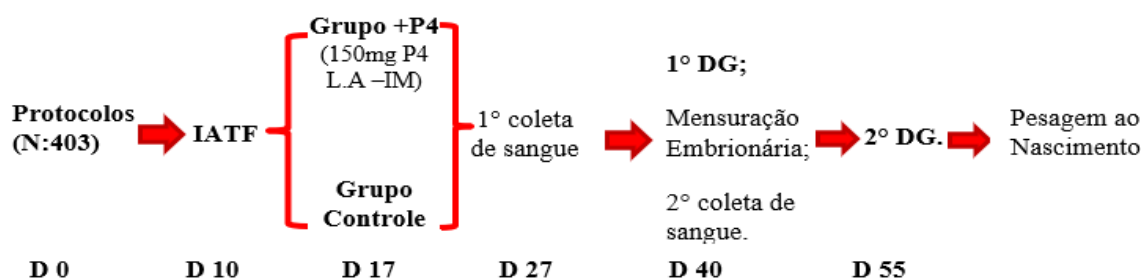 Protocolos
(N:403)
IATF
Grupo +P4
(150mg P4
L.A –IM)
Grupo
Controle
1° coleta
de sangue
1° DG;
Mensuração
Embrionária;
2° coleta de
sangue.
2° DG.
Pesagem ao
Nascimento
D 0
D 10
D 17
D 27
D 40
D 55